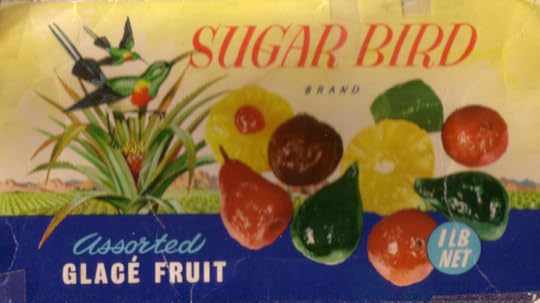 SUGAR BIRD
BRAND
Assorted
GLACÉ FRUIT
1 LB
NET